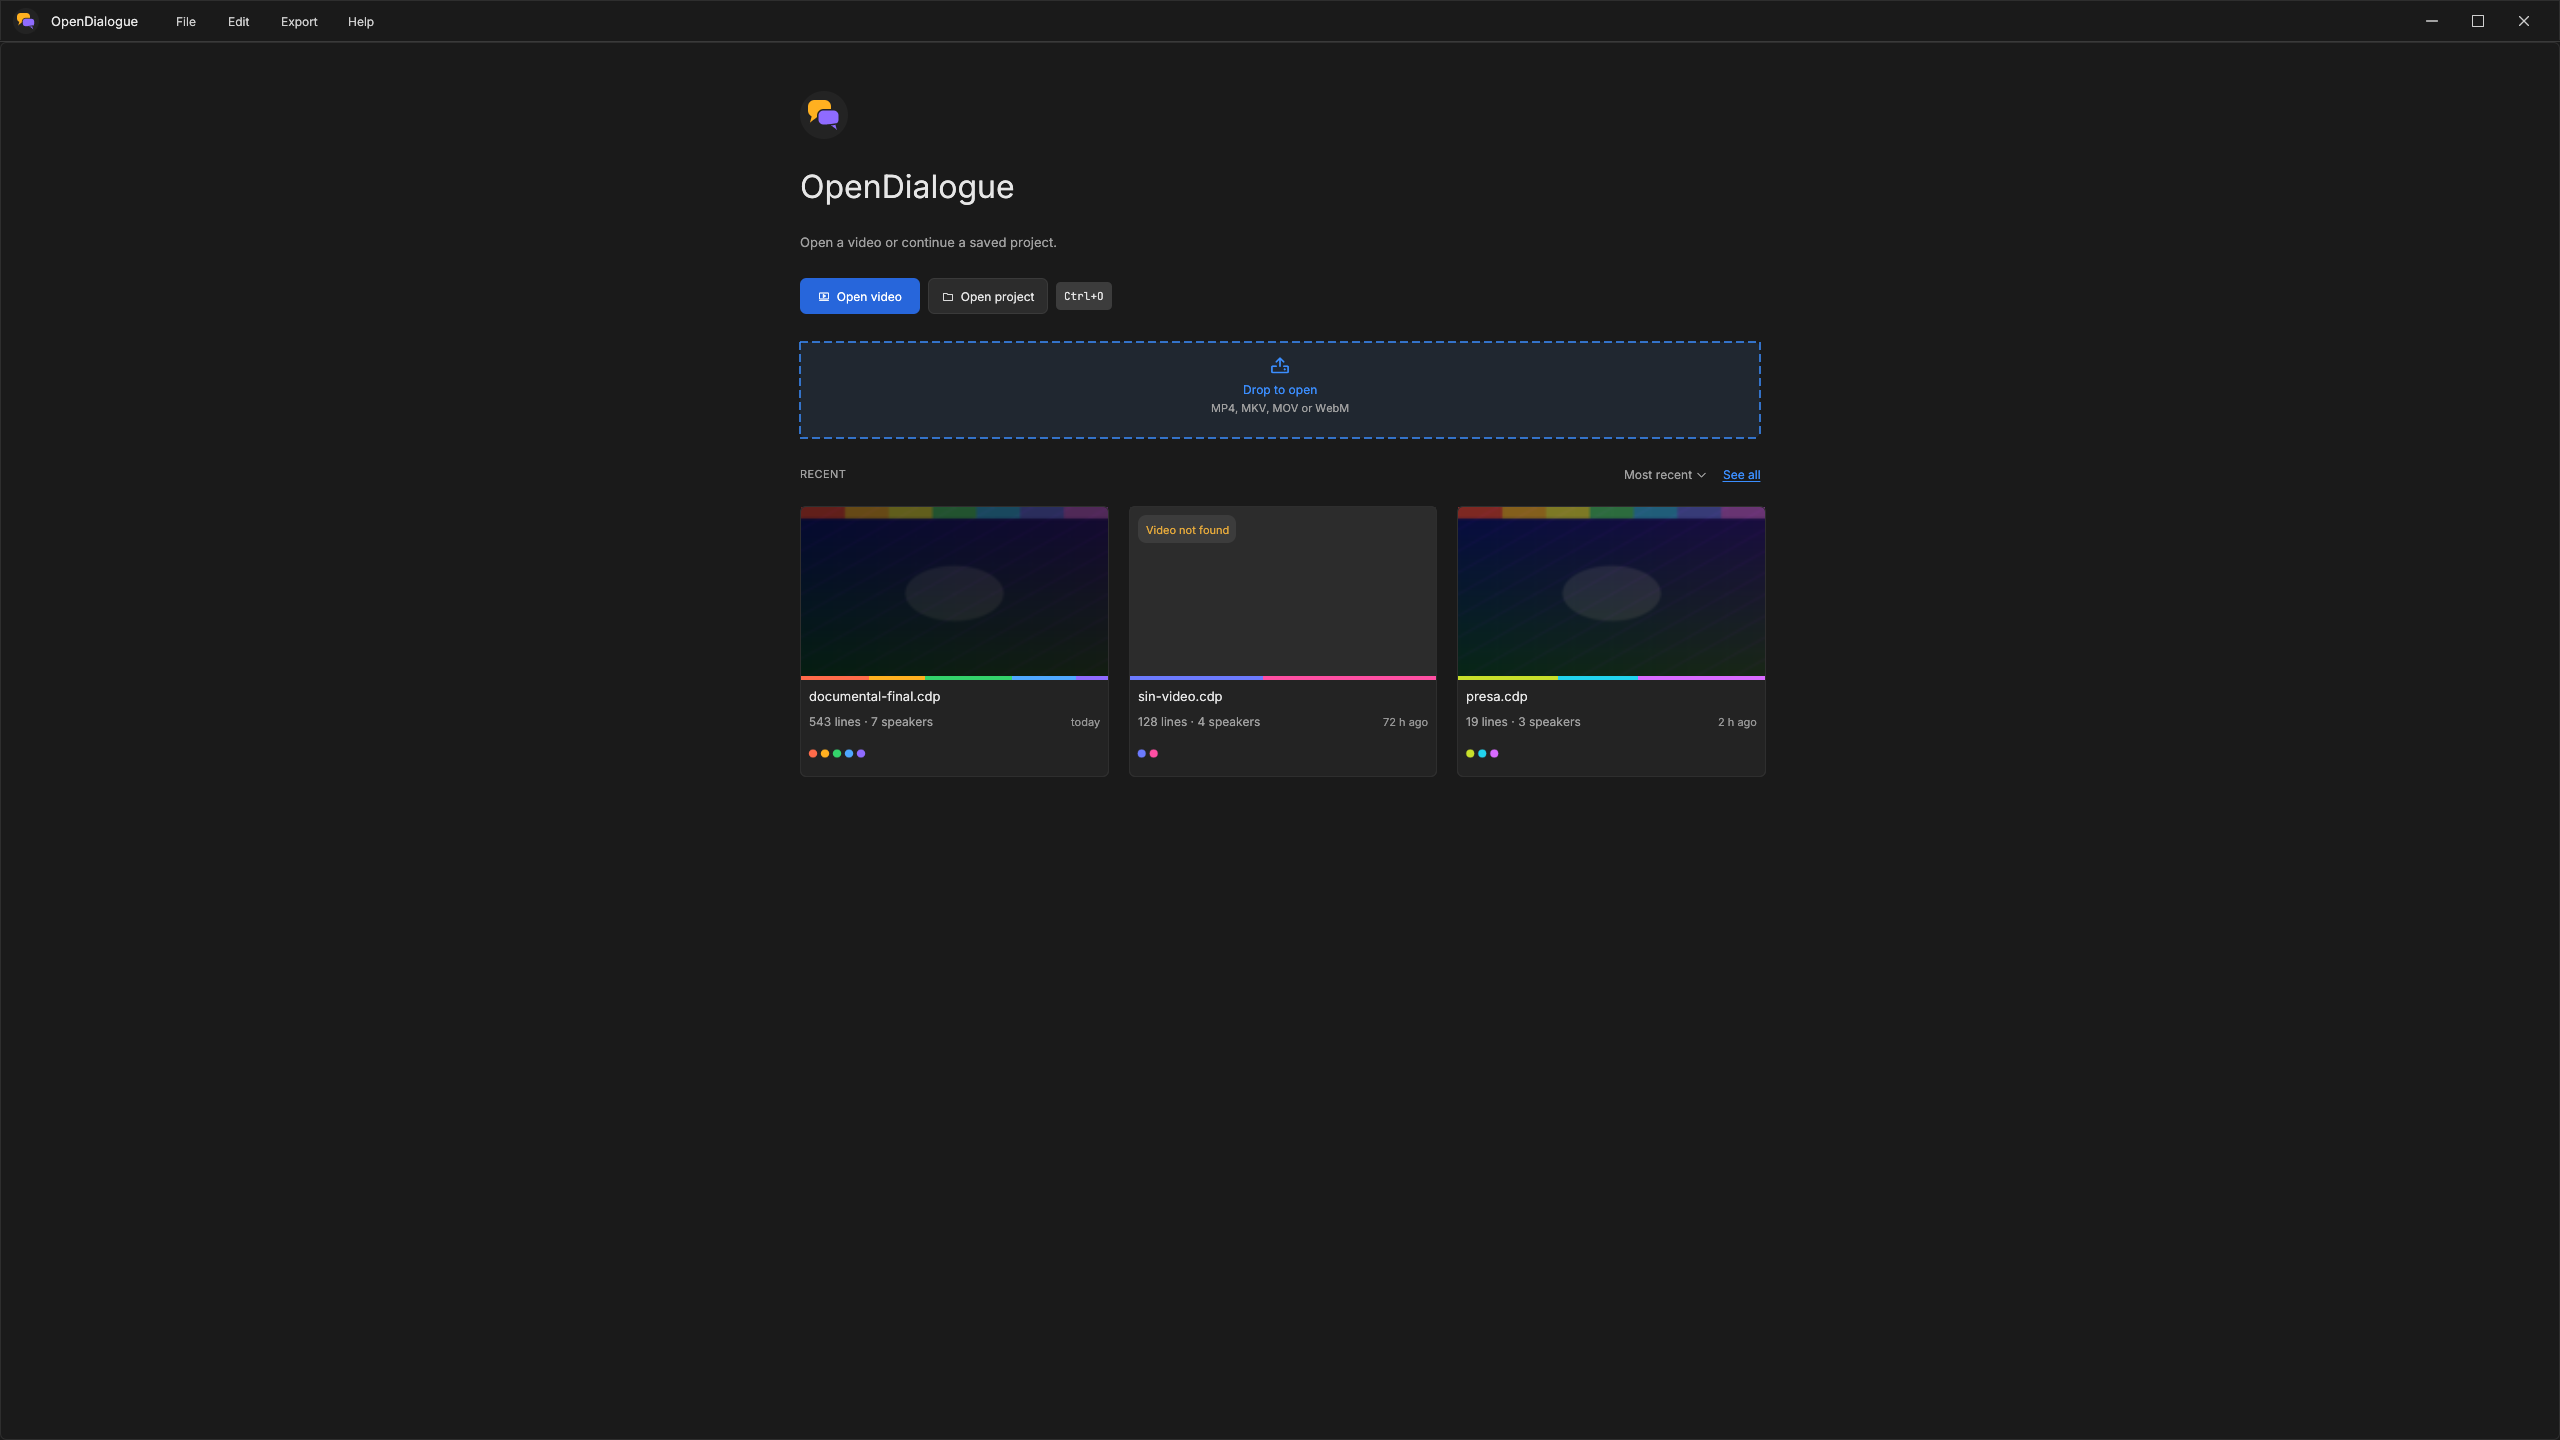 OpenDialogue File Edit Export Help
OpenDialogue
Open a video or continue a saved project.
Open video Open project Ctrl+O
Drop to open
MP4, MKV, MOV or WebM
RECENT Most recent See all
Video not found
documental-final.cdp
543 lines · 7 speakers today
sin-video.cdp
128 lines · 4 speakers 72 h ago
presa.cdp
19 lines · 3 speakers 2 h ago